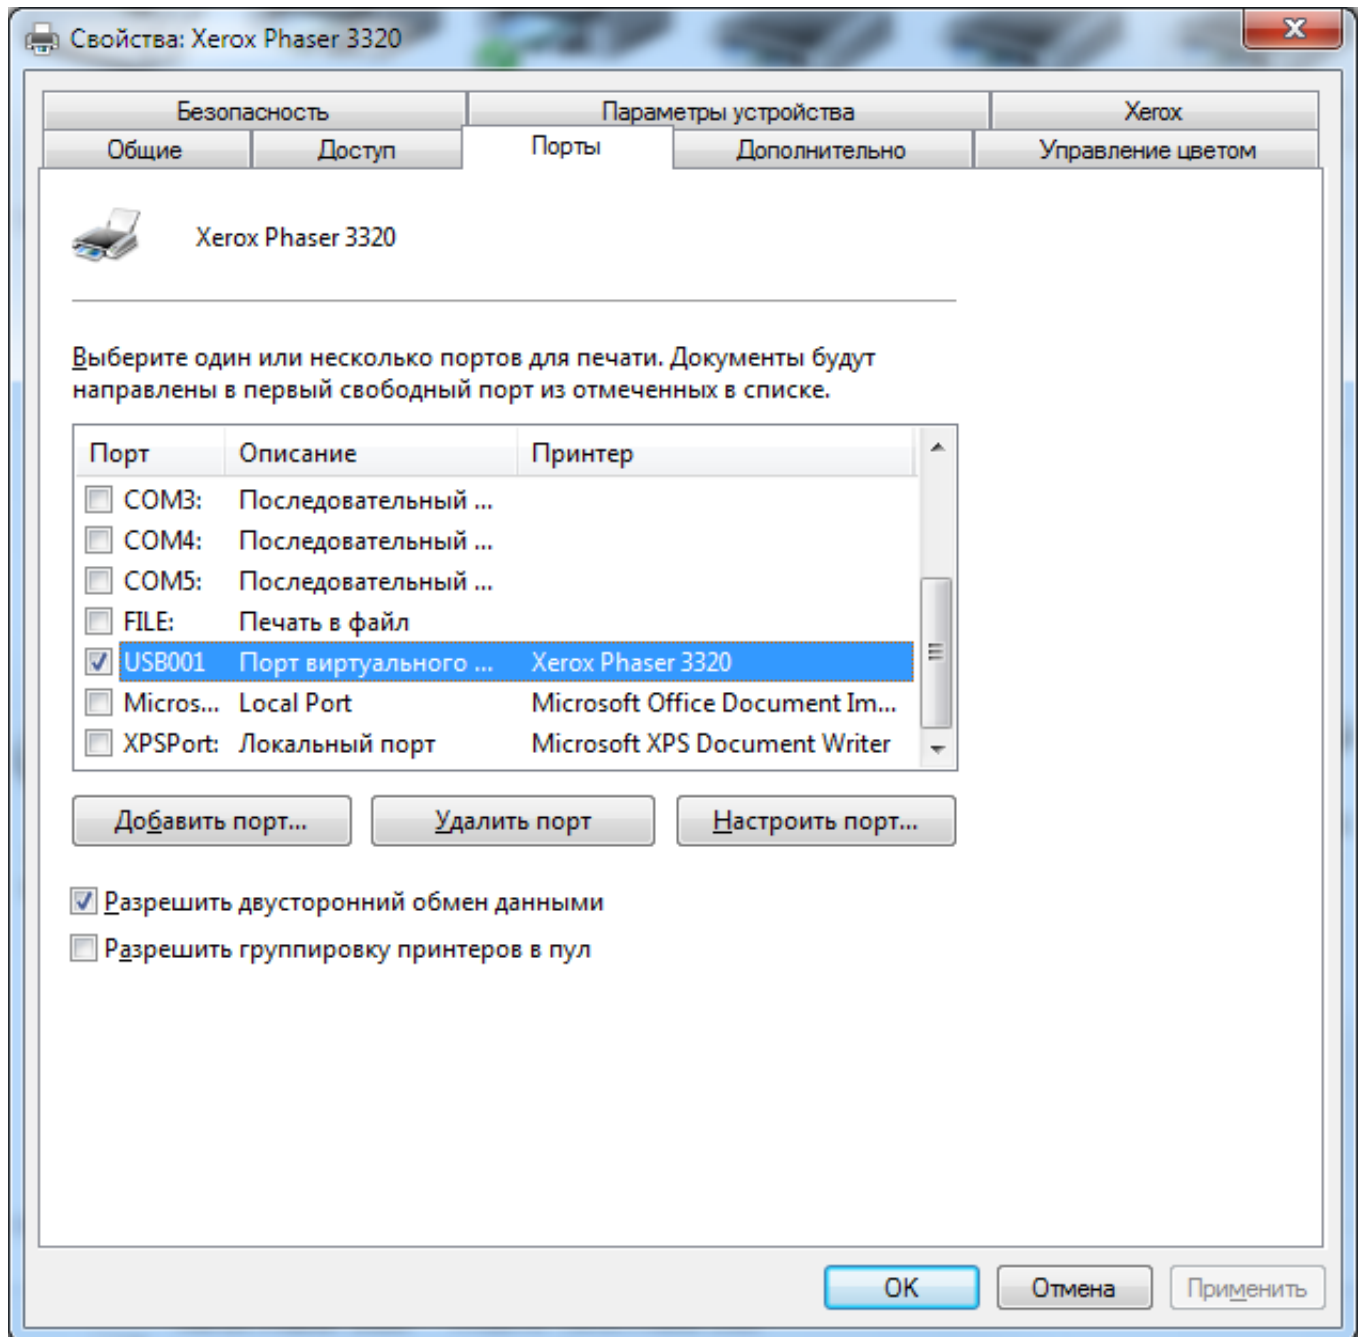 Свойства: Xerox Phaser 3320
Безопасность Параметры устройства Xerox
Общие Доступ Порты Дополнительно Управление цветом
Xerox Phaser 3320
Выберите один или несколько портов для печати. Документы будут
направлены в первый свободный порт из отмеченных в списке.
Порт Описание Принтер
COM3: Последовательный ...
COM4: Последовательный ...
COM5: Последовательный ...
FILE: Печать в файл
USB001 Порт виртуального ... Xerox Phaser 3320
Micros... Local Port Microsoft Office Document Im...
XPSPort: Локальный порт Microsoft XPS Document Writer
Добавить порт... Удалить порт Настроить порт...
Разрешить двусторонний обмен данными
Разрешить группировку принтеров в пул
OK Отмена Применить